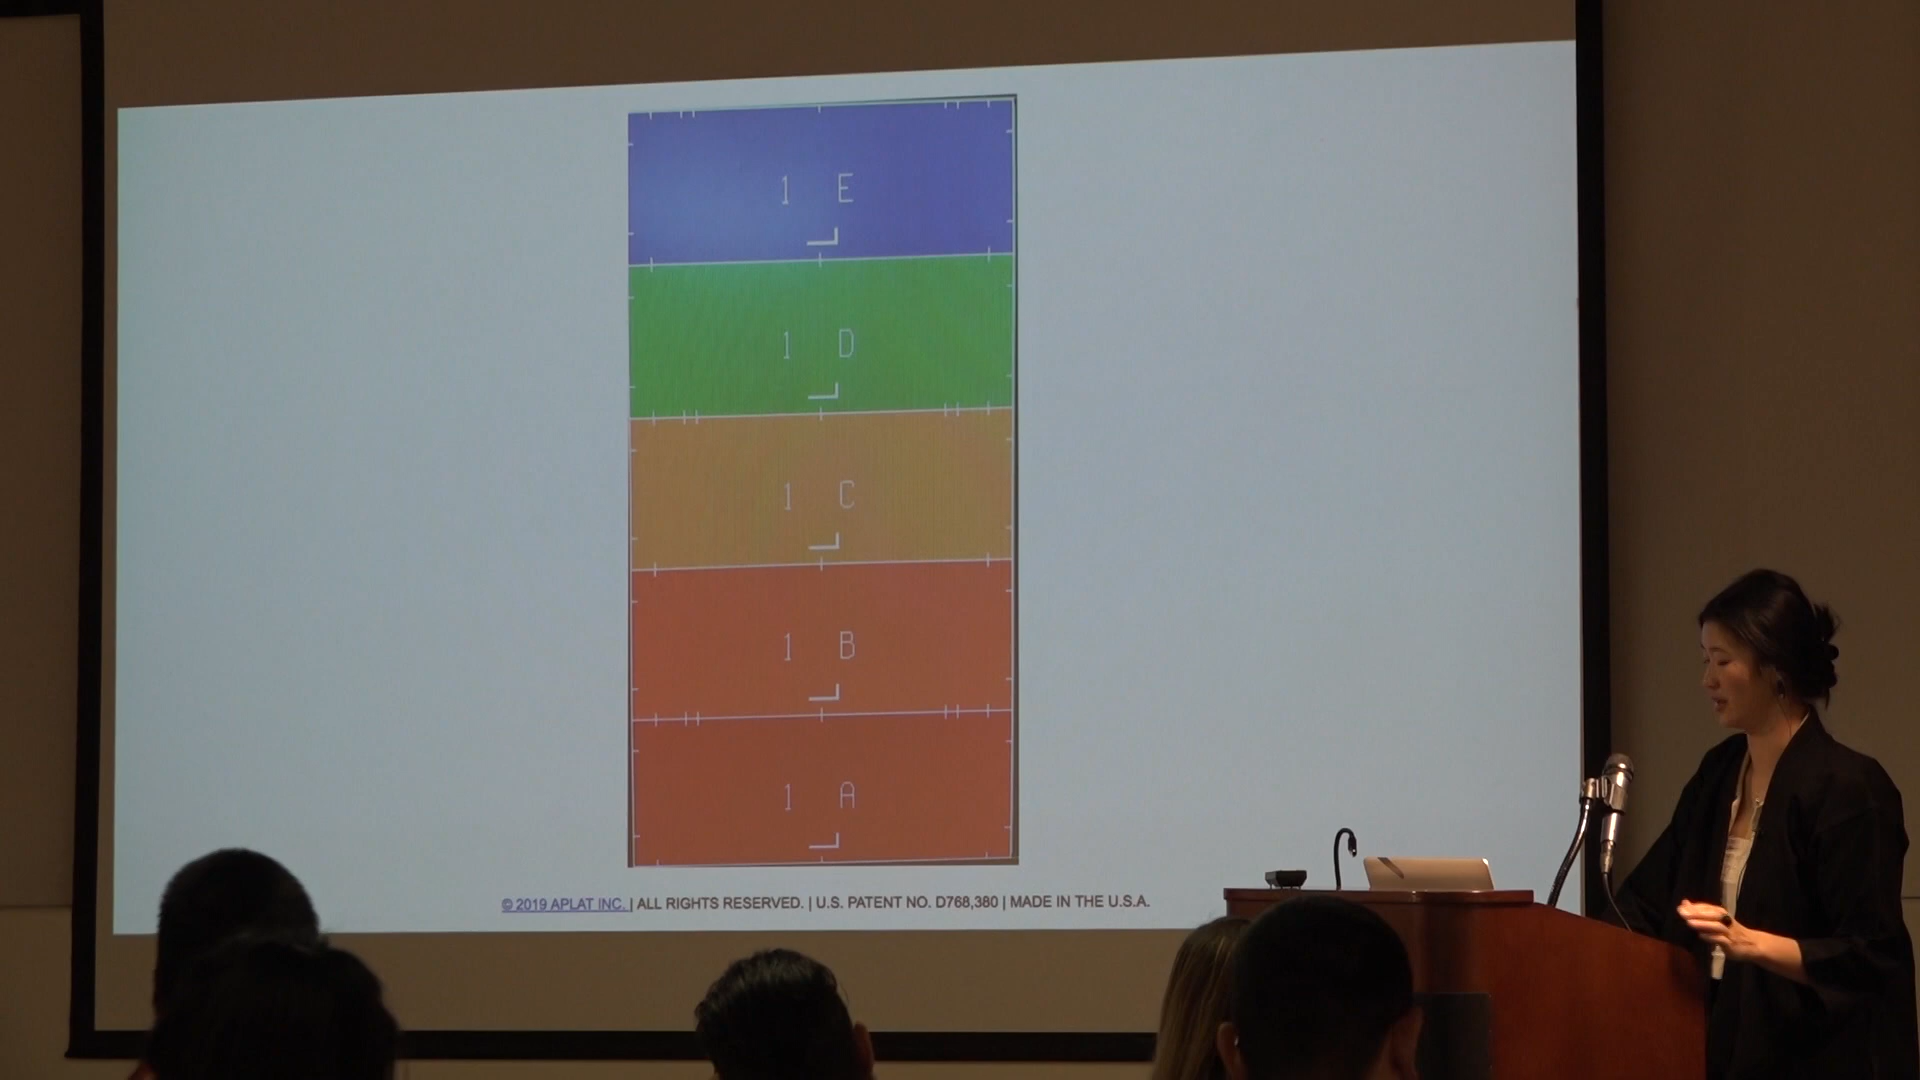 1 E
1 D
1 C
1 B
1 A
© 2019 APLAT INC. | ALL RIGHTS RESERVED. | U.S. PATENT NO. D768,380 | MADE IN THE U.S.A.